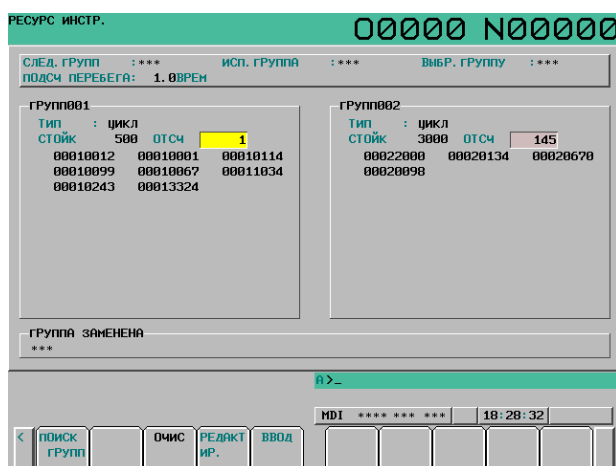 РЕСУРС ИНСТР. O0000 N00000
СЛЕД. ГРУПП :*** ИСП. ГРУППА :*** ВЫБР. ГРУППУ :***
ПОДСЧ ПЕРЕБЕГА: 1.0ВРЕМ
ГРУПП001
ТИП : ЦИКЛ
СТОЙК 500 ОТСЧ 1
00010012 00010001 00010114
00010099 00010067 00011034
00010243 00013324
ГРУПП002
ТИП : ЦИКЛ
СТОЙК 3000 ОТСЧ 145
00022000 00020134 00020670
00020098
ГРУППА ЗАМЕНЕНА
***
A>_
MDI **** *** *** 18:28:32
< ПОИСК ОЧИС РЕДАКТ ВВОД
ГРУПП ИР.